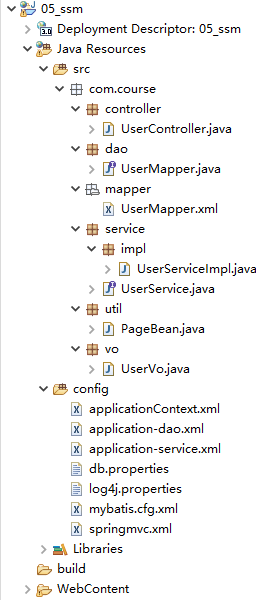 05_ssm
3.0 Deployment Descriptor: 05_ssm
Java Resources
src
com.course
controller
UserController.java
dao
UserMapper.java
mapper
UserMapper.xml
service
impl
UserServiceImpl.java
UserService.java
util
PageBean.java
vo
UserVo.java
config
applicationContext.xml
application-dao.xml
application-service.xml
db.properties
log4j.properties
mybatis.cfg.xml
springmvc.xml
Libraries
build
WebContent